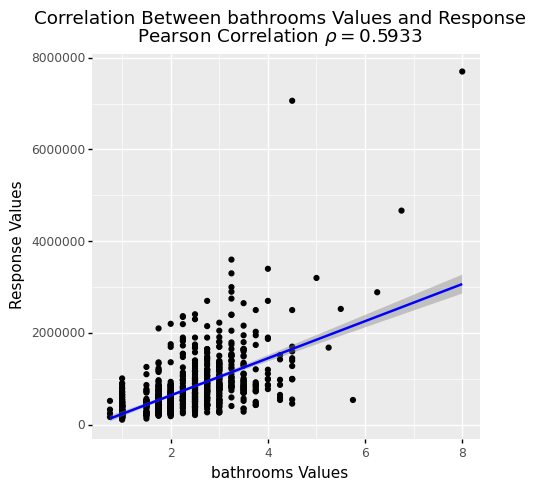 Correlation Between bathrooms Values and Response
Pearson Correlation ρ = 0.5933
8000000
6000000
4000000
2000000
0
Response Values
2
4
6
8
bathrooms Values